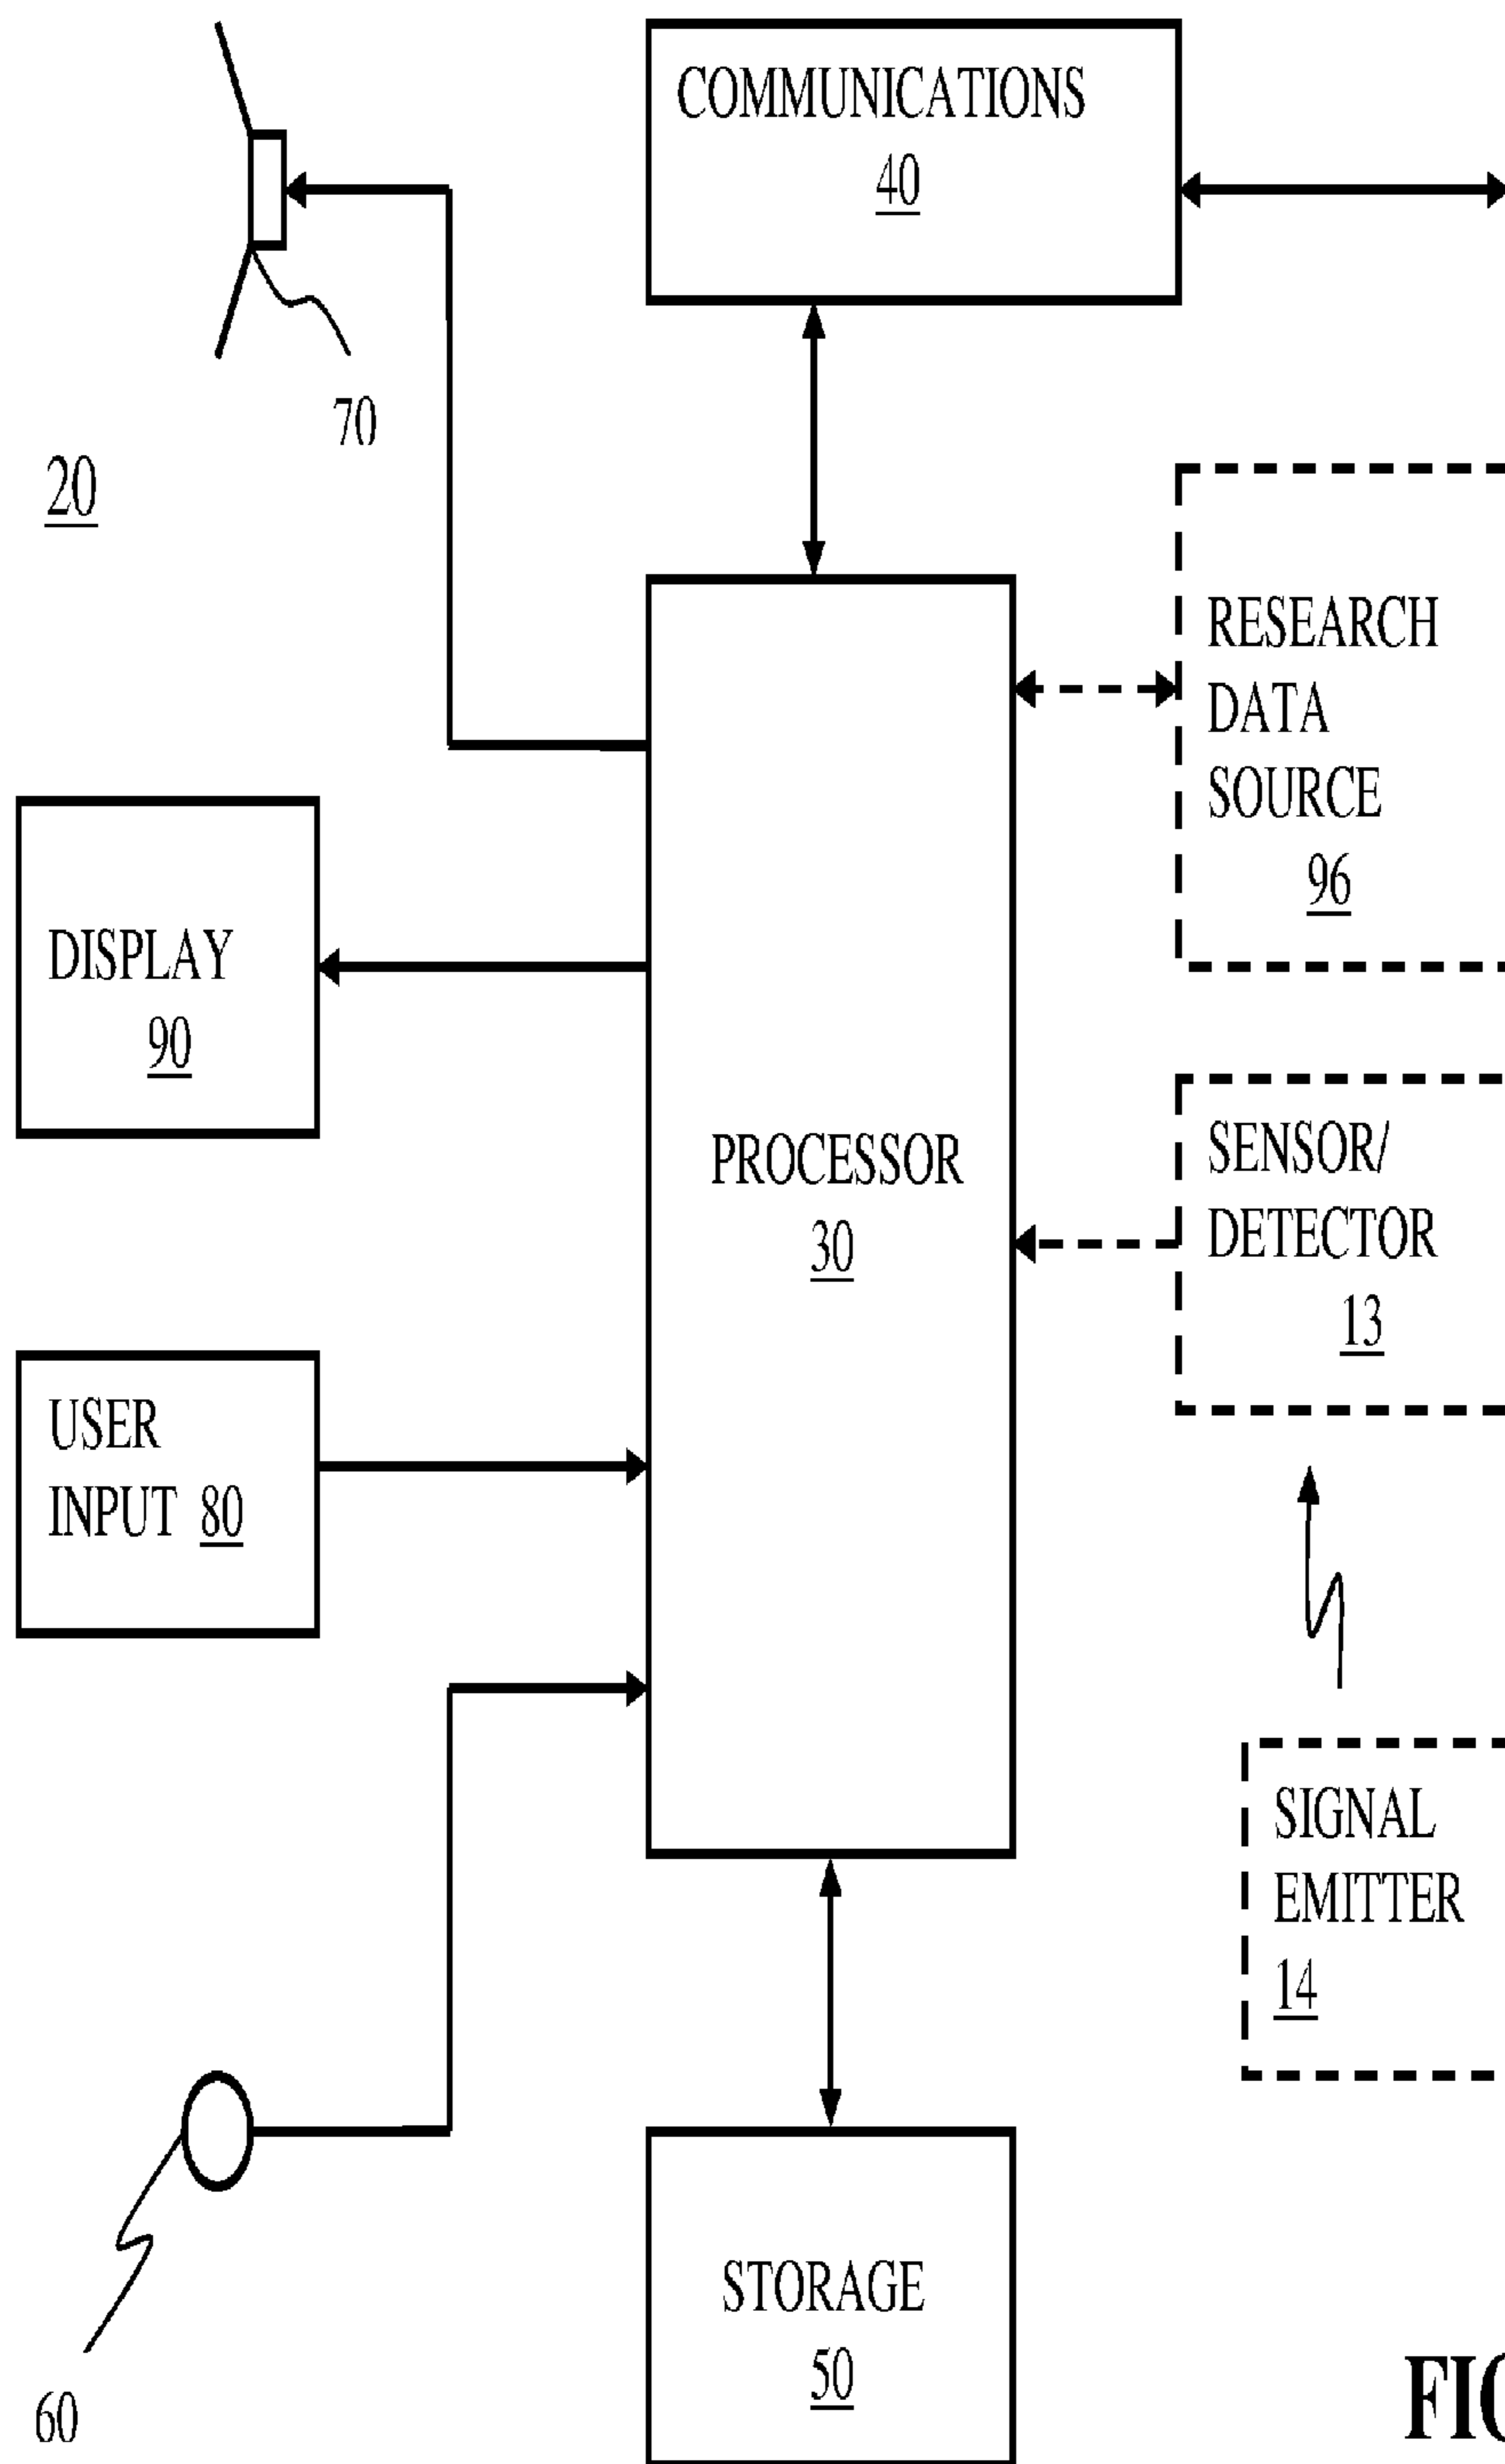 COMMUNICATIONS
40
70
20
RESEARCH
DATA
SOURCE
96
DISPLAY
90
SENSOR/
DETECTOR
13
PROCESSOR
30
USER
INPUT 80
SIGNAL
EMITTER
14
STORAGE
50
60